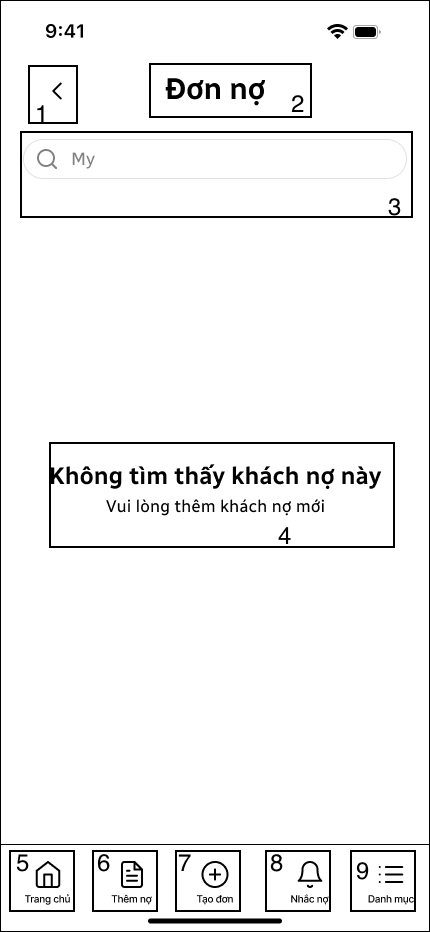 9:41
1
Đơn nợ
2
My
3
Không tìm thấy khách nợ này
Vui lòng thêm khách nợ mới
4
5
Trang chủ
6
Thêm nợ
7
Tạo đơn
8
Nhắc nợ
9
Danh mục